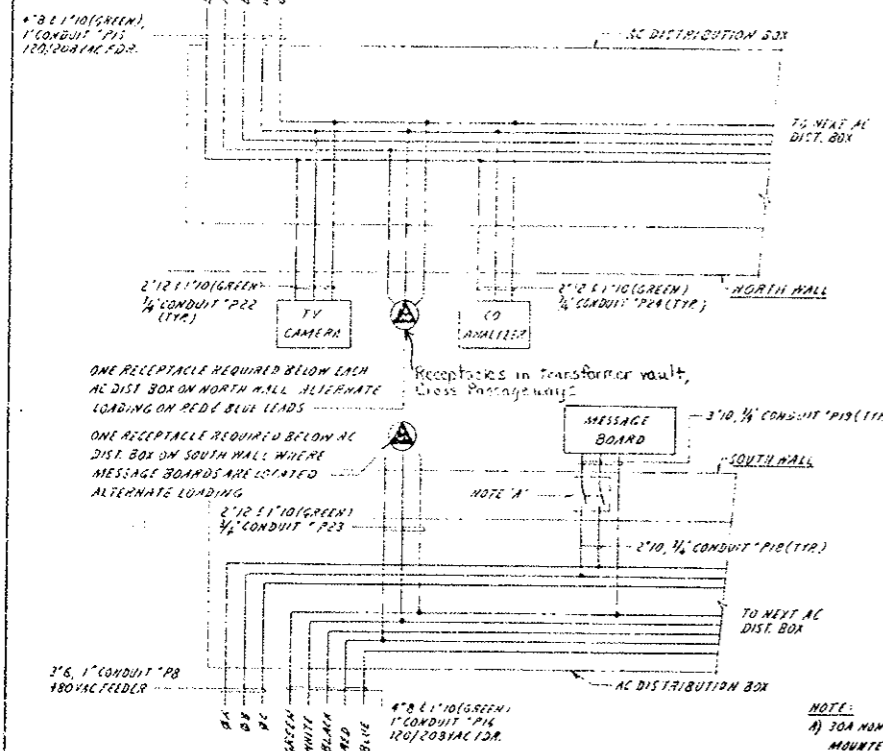 4#8 & 1#10 (GREEN),
1" CONDUIT #P15
120/208VAC FDR.
AC DISTRIBUTION BOX
TO NEXT AC
DIST. BOX
2#12 & 1#10 (GREEN)
3/4" CONDUIT #P22
(TYP.)
TV
CAMERA
CO
ANALIZER
2#12 & 1#10 (GREEN)
3/4" CONDUIT #P24 (TYP.)
NORTH WALL
ONE RECEPTACLE REQUIRED BELOW EACH
AC DIST BOX ON NORTH WALL ALTERNATE
LOADING ON RED & BLUE LEADS
Receptacles in Transformer vault,
Cross Passageways
ONE RECEPTACLE REQUIRED BELOW AC
DIST. BOX ON SOUTH WALL WHERE
MESSAGE BOARDS ARE LOCATED
ALTERNATE LOADING
MESSAGE
BOARD
3#10, 3/4" CONDUIT #P19 (TYP
SOUTH WALL
NOTE "A"
2#12 & 1#10 (GREEN)
3/4" CONDUIT #P23
2#10, 3/4" CONDUIT #P18 (TYP.)
TO NEXT AC
DIST. BOX
3#6, 1" CONDUIT #P8
480VAC FEEDER
AC DISTRIBUTION BOX
ØA
ØB
ØC
GREEN
WHITE
BLACK
RED
BLUE
4#8 & 1#10 (GREEN)
1" CONDUIT #P16
120/208VAC FDR.
NOTE:
A) 30A NON
MOUNTE